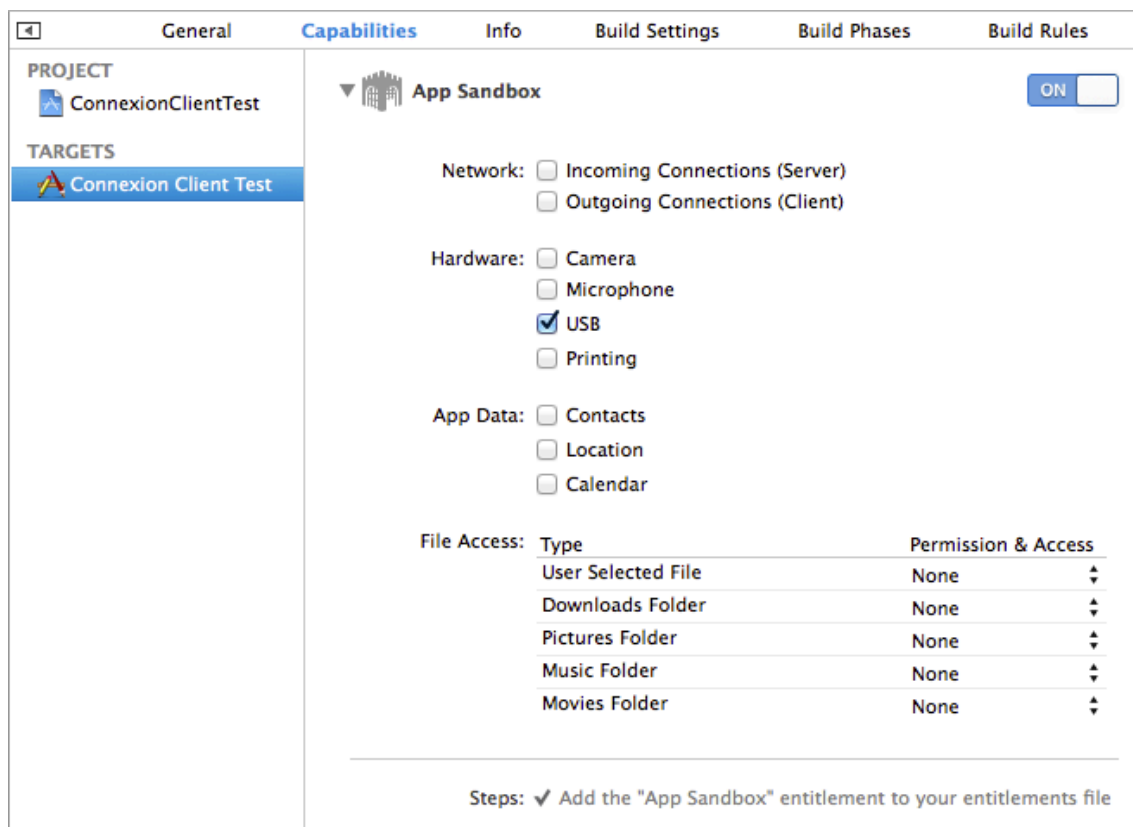 General Capabilities Info Build Settings Build Phases Build Rules
PROJECT
ConnexionClientTest
TARGETS
Connexion Client Test
App Sandbox ON
Network: Incoming Connections (Server)
Outgoing Connections (Client)
Hardware: Camera
Microphone
USB
Printing
App Data: Contacts
Location
Calendar
File Access: Type Permission & Access
User Selected File None
Downloads Folder None
Pictures Folder None
Music Folder None
Movies Folder None
Steps: ✓ Add the "App Sandbox" entitlement to your entitlements file